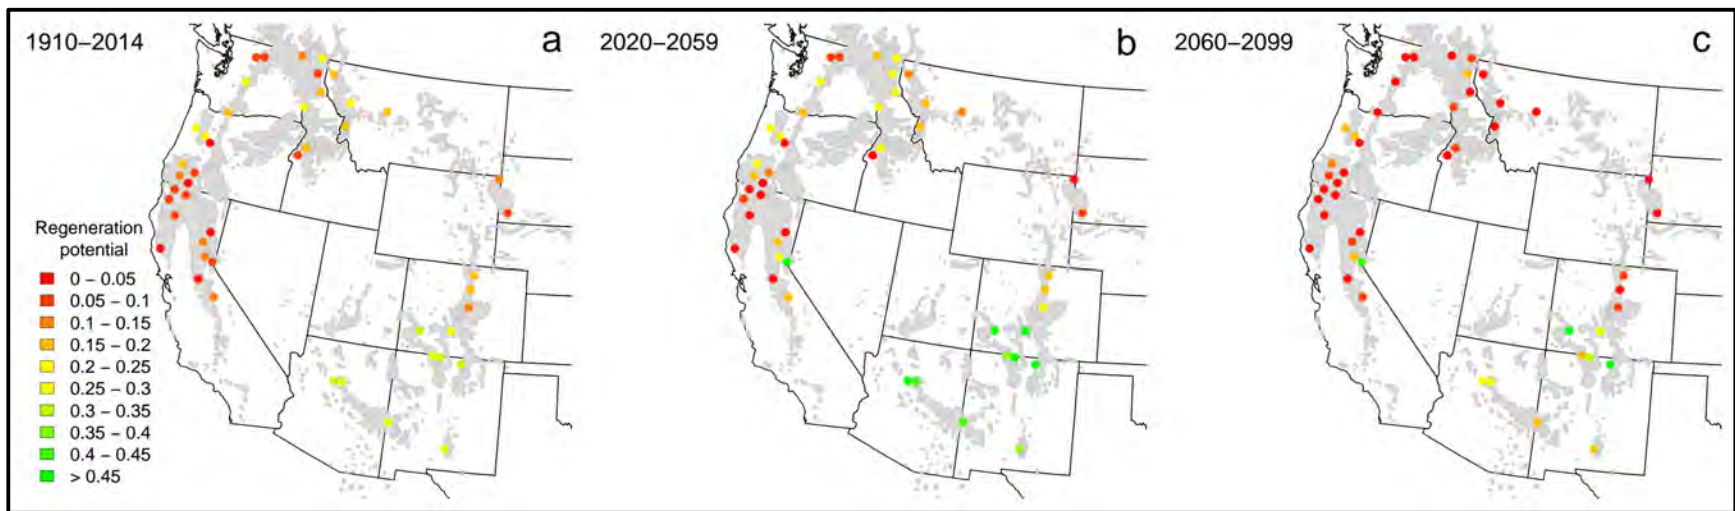 1910–2014
a
2020–2059
b
2060–2099
c
Regeneration
potential
0 – 0.05
0.05 – 0.1
0.1 – 0.15
0.15 – 0.2
0.2 – 0.25
0.25 – 0.3
0.3 – 0.35
0.35 – 0.4
0.4 – 0.45
> 0.45